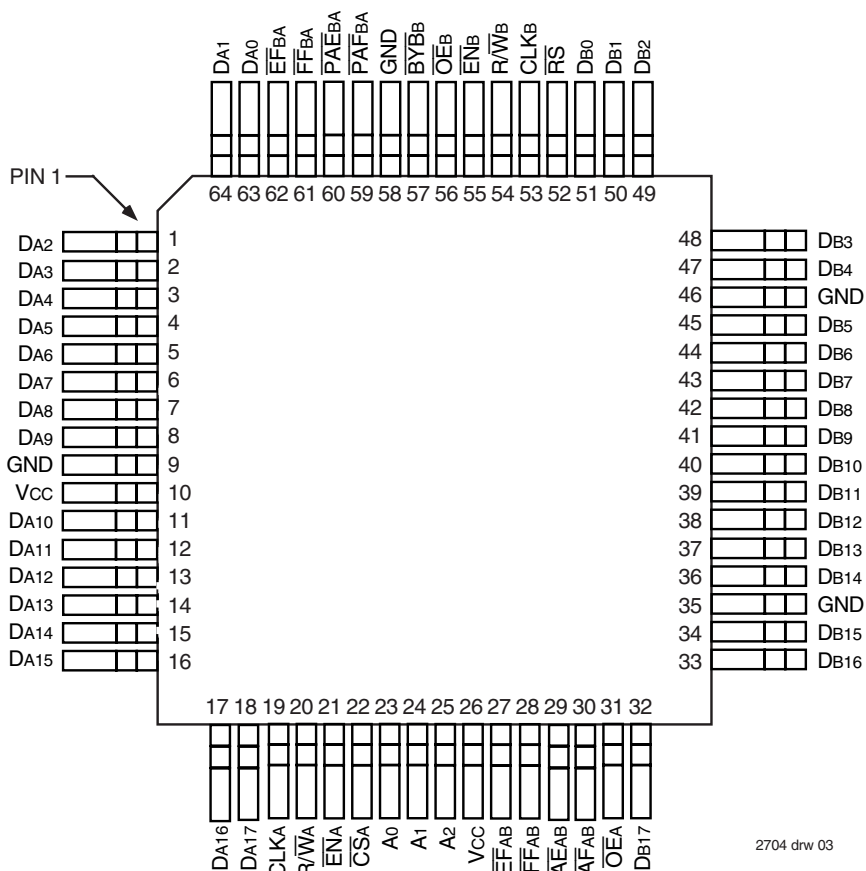 DA1 DA0 EFBA FFBA PAEBA PAFBA GND BYBB OEB ENB R/WB CLKB RS DB0 DB1 DB2
PIN 1
64 63 62 61 60 59 58 57 56 55 54 53 52 51 50 49
DA2 1 48 DB3
DA3 2 47 DB4
DA4 3 46 GND
DA5 4 45 DB5
DA6 5 44 DB6
DA7 6 43 DB7
DA8 7 42 DB8
DA9 8 41 DB9
GND 9 40 DB10
VCC 10 39 DB11
DA10 11 38 DB12
DA11 12 37 DB13
DA12 13 36 DB14
DA13 14 35 GND
DA14 15 34 DB15
DA15 16 33 DB16
17 18 19 20 21 22 23 24 25 26 27 28 29 30 31 32
DA16 DA17 CLKA R/WA ENA CSA A0 A1 A2 VCC EFAB FFAB AEAB AFAB OEA DB17
2704 drw 03